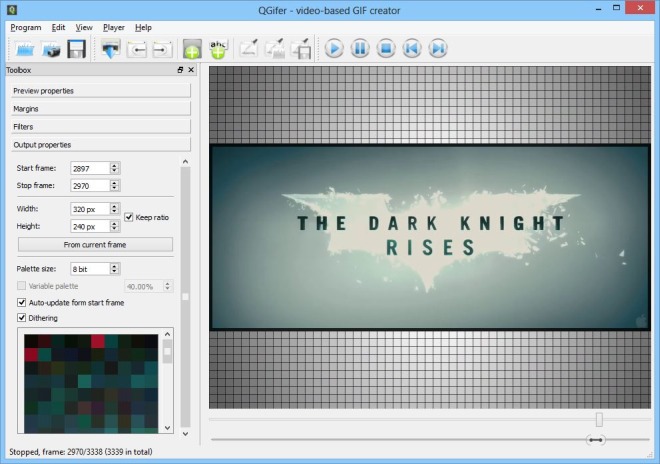 QGifer - video-based GIF creator
Program Edit View Player Help
abc
Toolbox
Preview properties
Margins
Filters
Output properties
Start frame: 2897
Stop frame: 2970
Width: 320 px
Keep ratio
Height: 240 px
From current frame
Palette size: 8 bit
Variable palette 40.00%
Auto-update form start frame
Dithering
THE DARK KNIGHT
RISES
Stopped, frame: 2970/3338 (3339 in total)